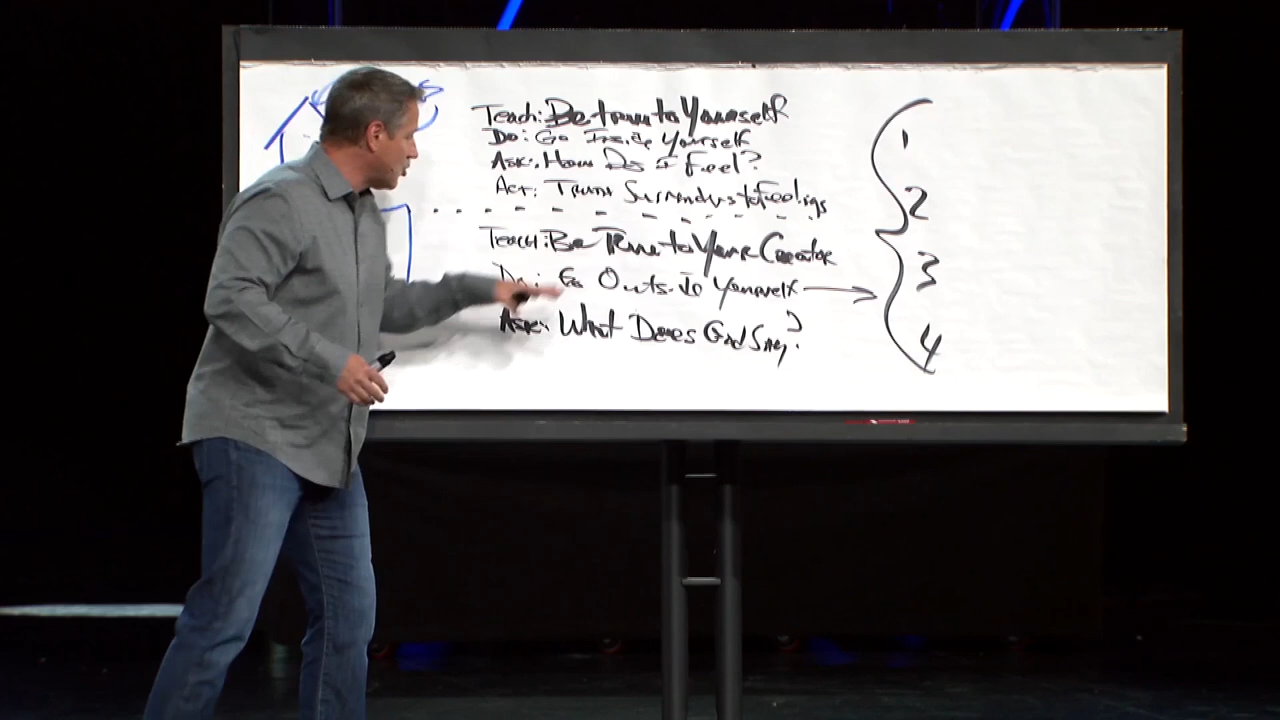 Teach: Be true to Yourself
Do: Go Inside Yourself
Ask: How Do I Feel?
Act: Truth Surrenders to Feelings
Teach: Be True to Your Creator
Do: Go Outside Yourself
Ask: What Does God Say?
1
2
3
4